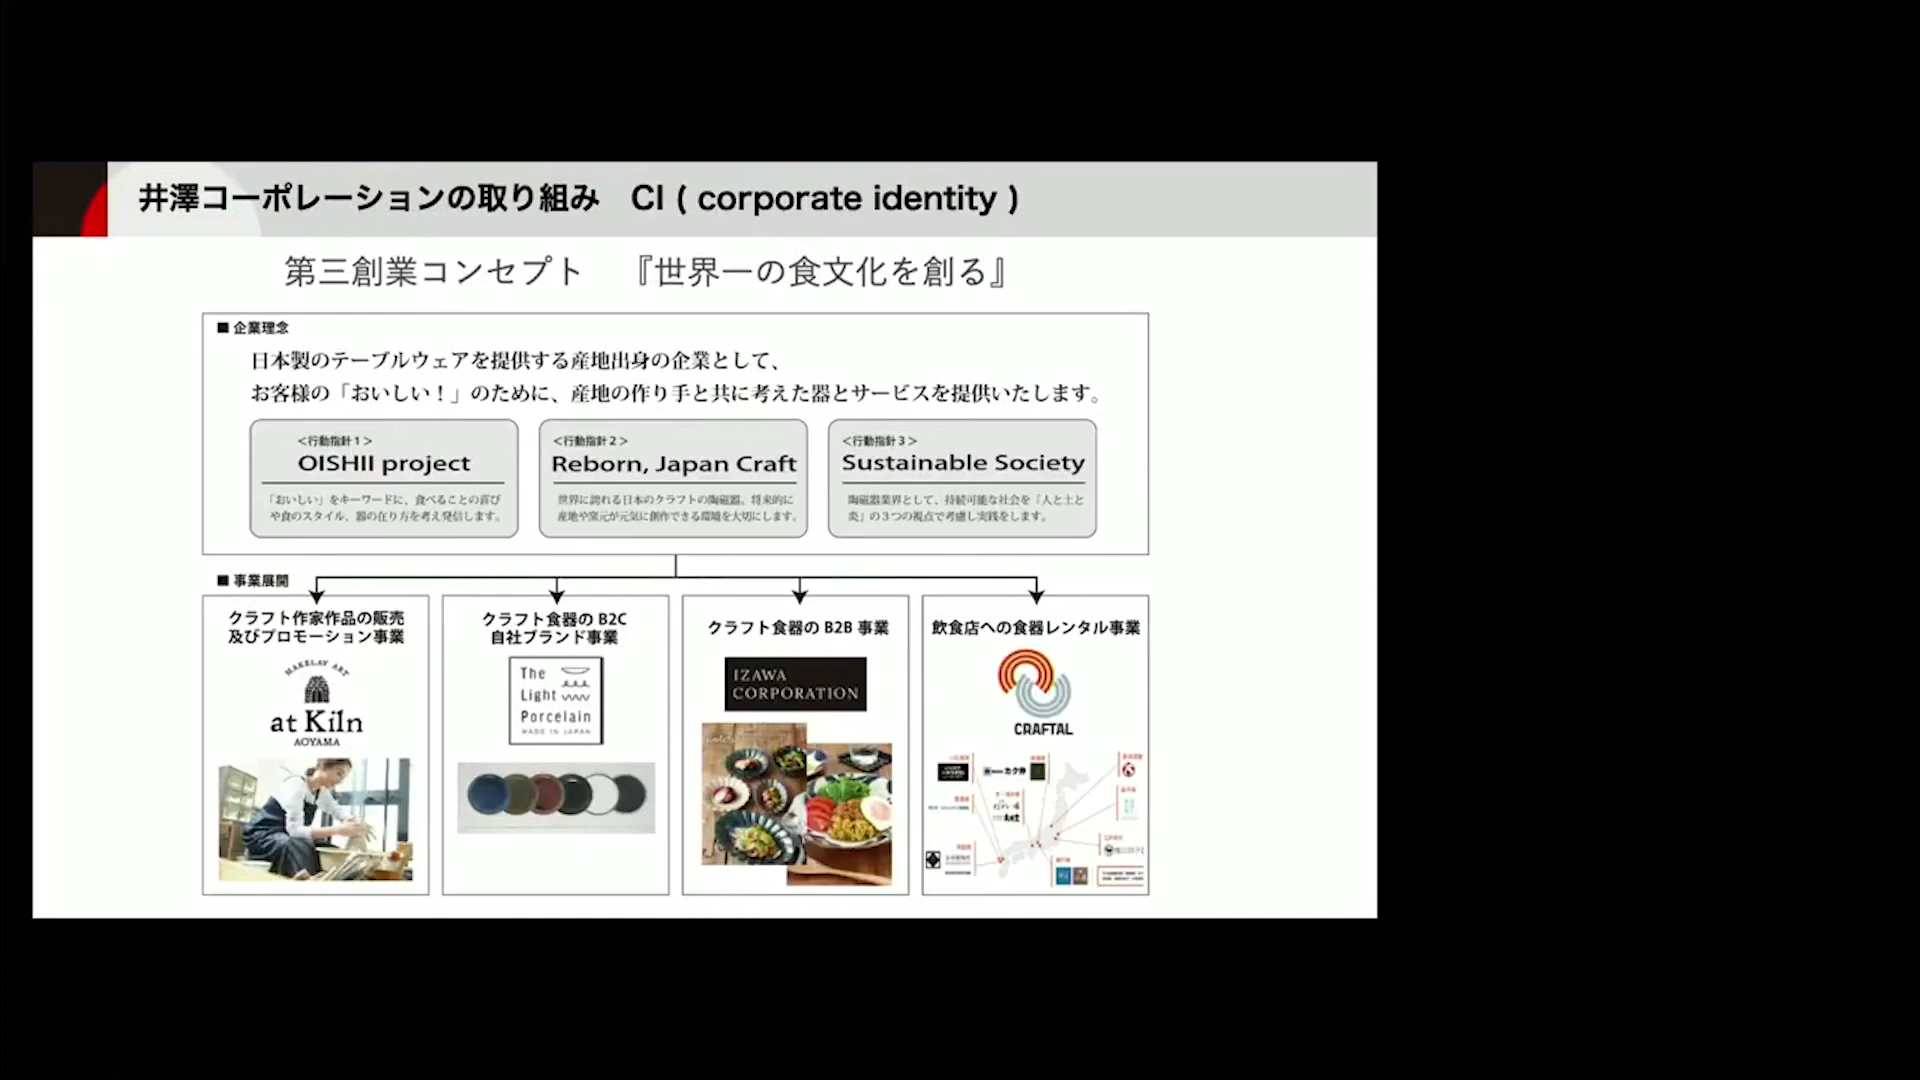 井澤コーポレーションの取り組み　CI ( corporate identity )
第三創業コンセプト　『世界一の食文化を創る』
■ 企業理念
日本製のテーブルウェアを提供する産地出身の企業として、
お客様の「おいしい！」のために、産地の作り手と共に考えた器とサービスを提供いたします。
＜行動指針1＞
OISHII project
「おいしい」をキーワードに、食べることの喜び
や食のスタイル、器の在り方を考え発信します。
＜行動指針2＞
Reborn, Japan Craft
世界に誇れる日本のクラフトの陶磁器。将来的に
産地や窯元が元気に創作できる環境を大切にします。
＜行動指針3＞
Sustainable Society
陶磁器業界として、持続可能な社会を「人と土と
炎」の3つの視点で考慮し実践をします。
■ 事業展開
クラフト作家作品の販売
及びプロモーション事業
MAKELAY ART
at Kiln
AOYAMA
クラフト食器の B2C
自社ブランド事業
The
Light
Porcelain
MADE IN JAPAN
クラフト食器の B2B 事業
IZAWA
CORPORATION
飲食店への食器レンタル事業
CRAFTAL